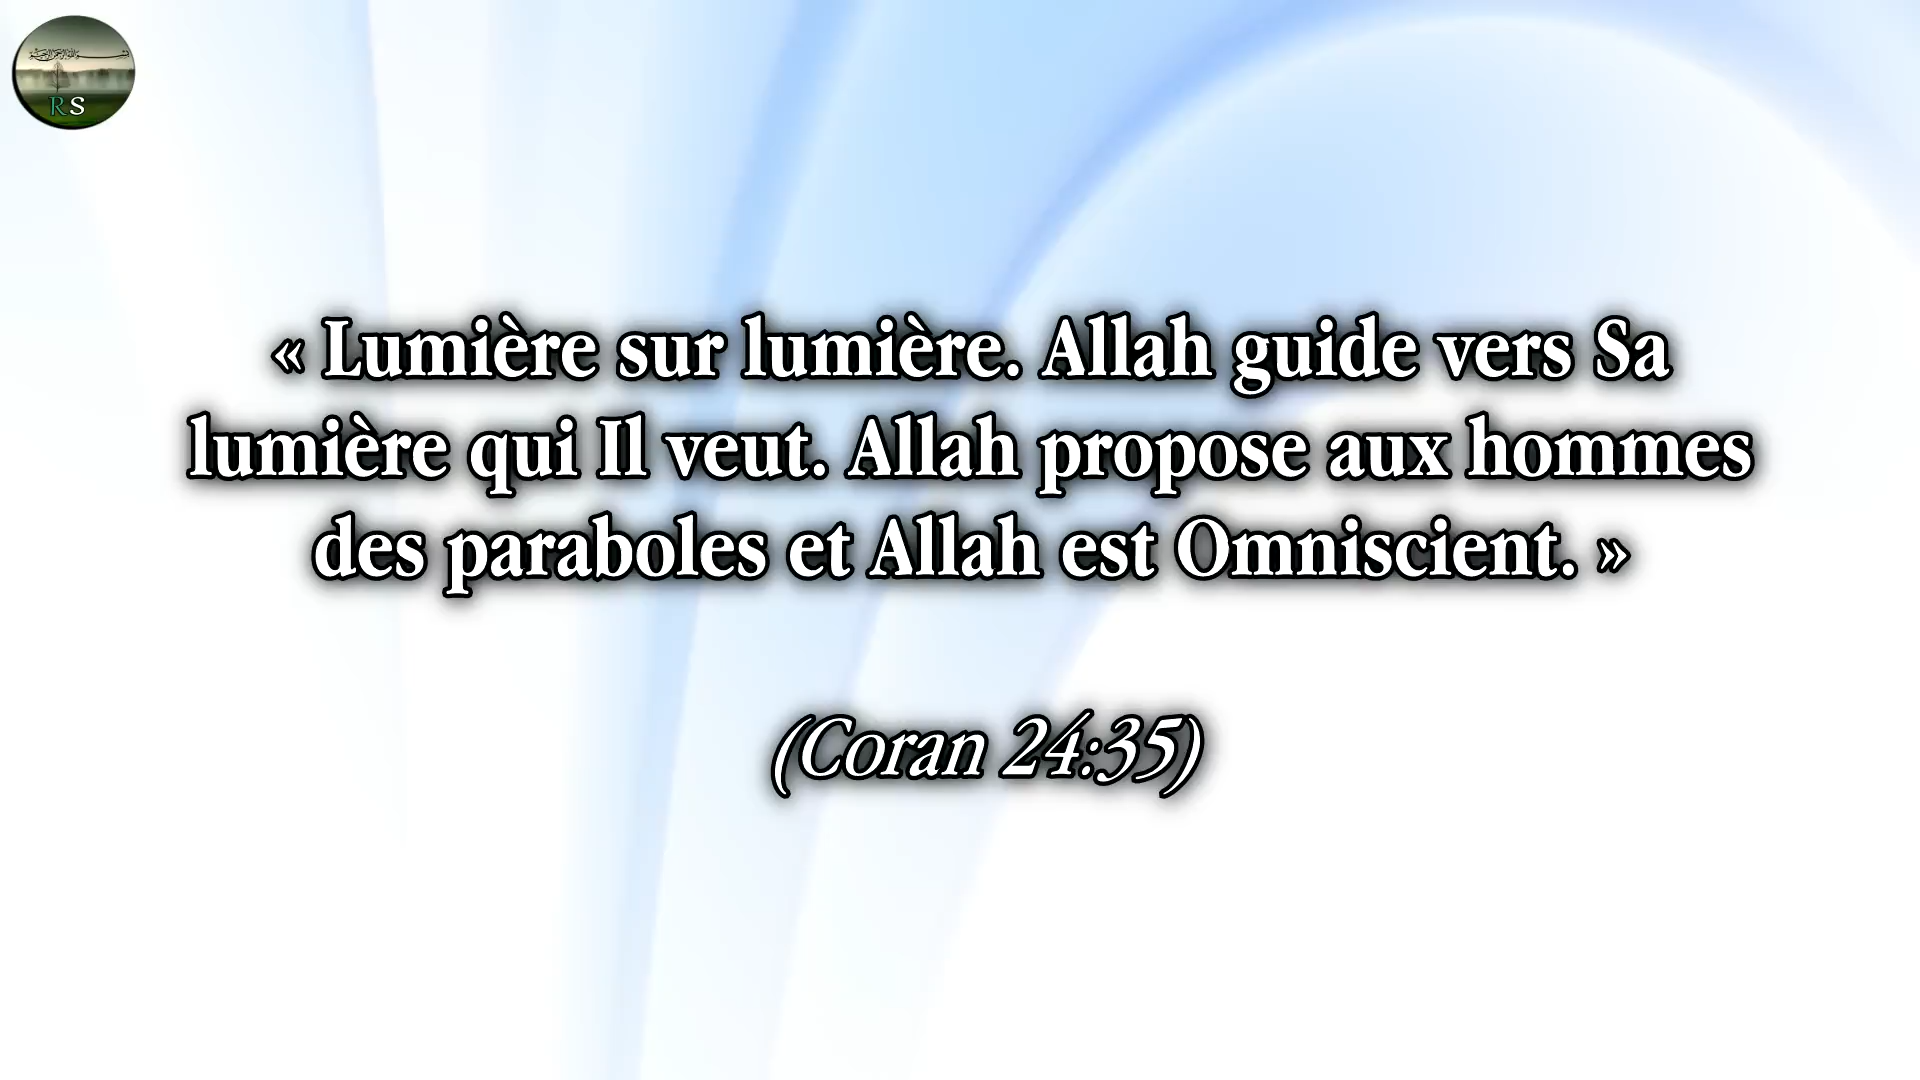 RS
« Lumière sur lumière. Allah guide vers Sa
lumière qui Il veut. Allah propose aux hommes
des paraboles et Allah est Omniscient. »
(Coran 24:35)